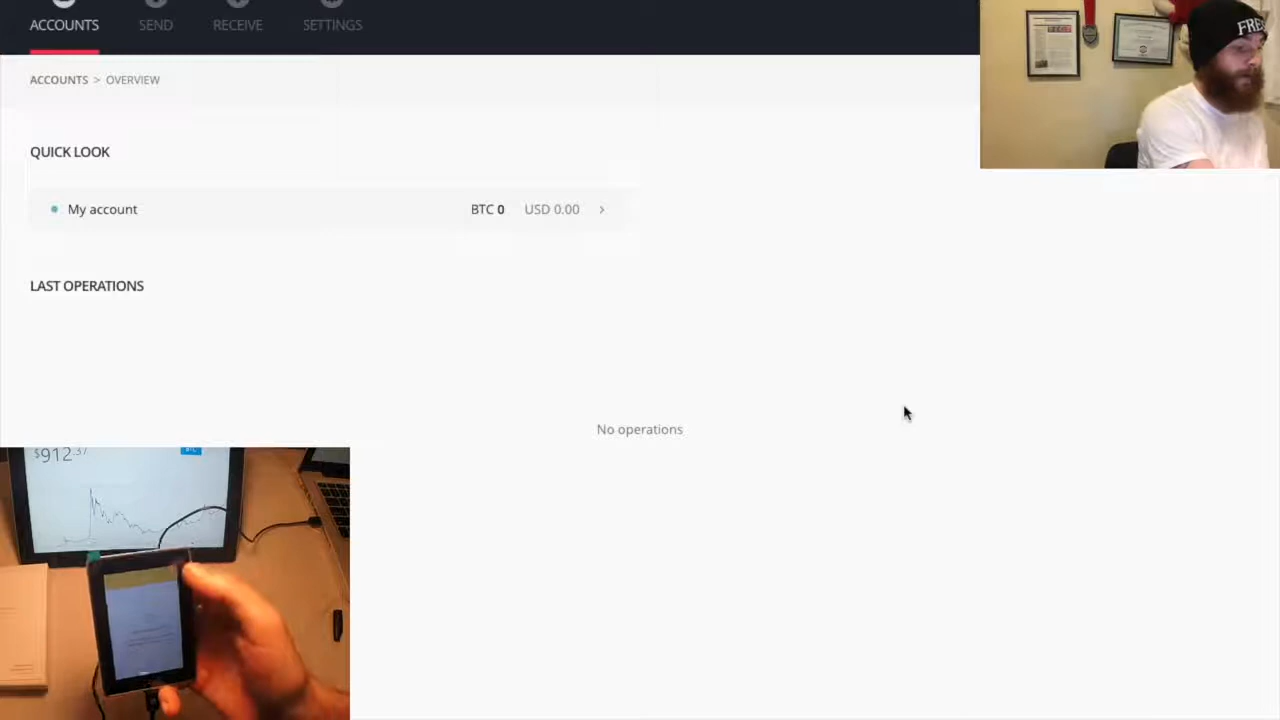 ACCOUNTS
SEND
RECEIVE
SETTINGS
ACCOUNTS > OVERVIEW
QUICK LOOK
My account
BTC 0
USD 0.00
LAST OPERATIONS
No operations
$912.37
BTC